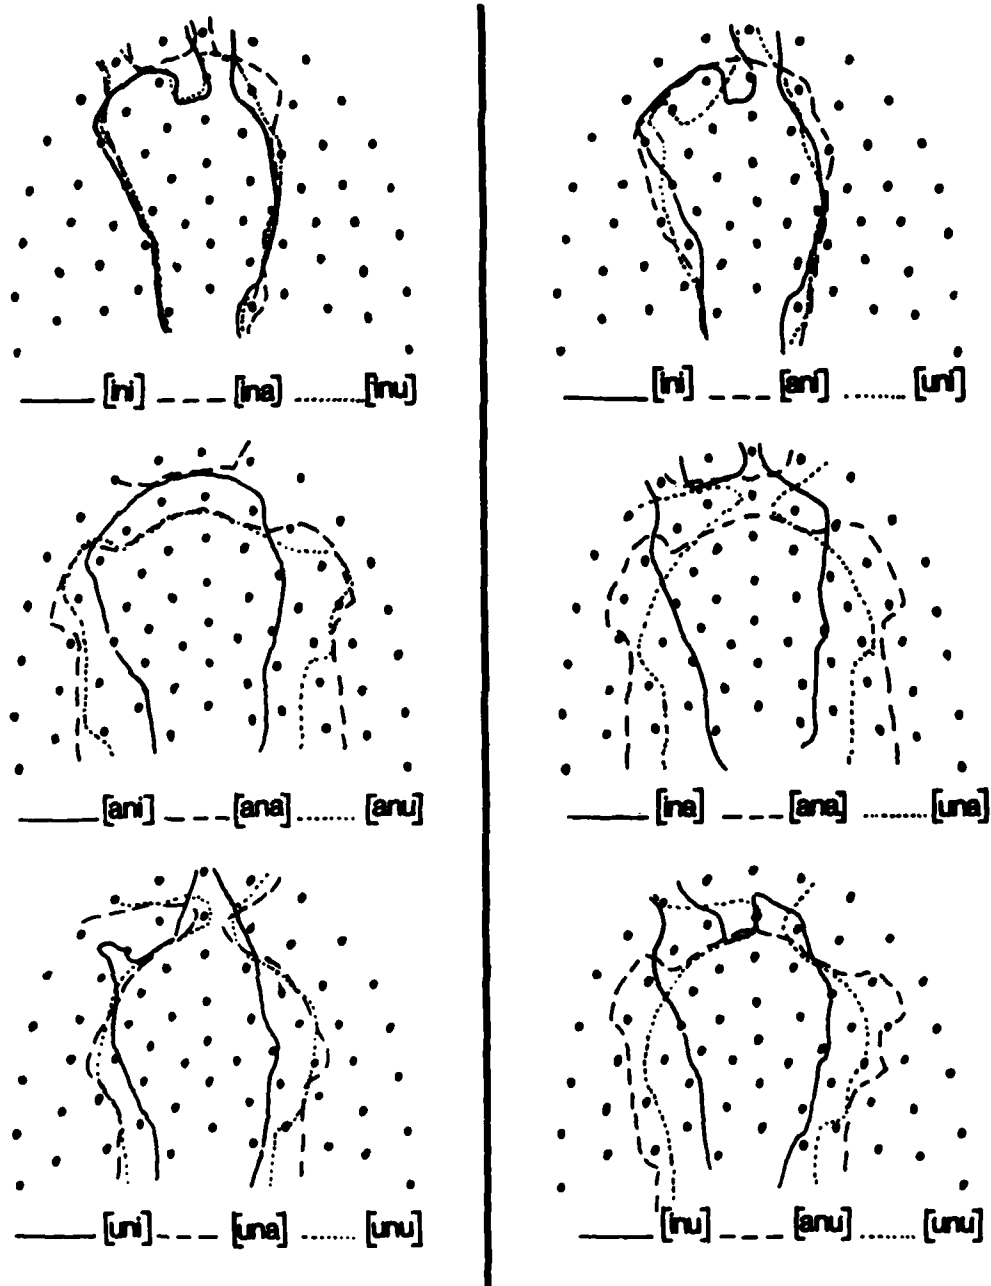 [ini] [ina] [inu]
[ini] [ani] [uni]
[ani] [ana] [anu]
[ina] [ana] [una]
[uni] [una] [unu]
[inu] [anu] [unu]